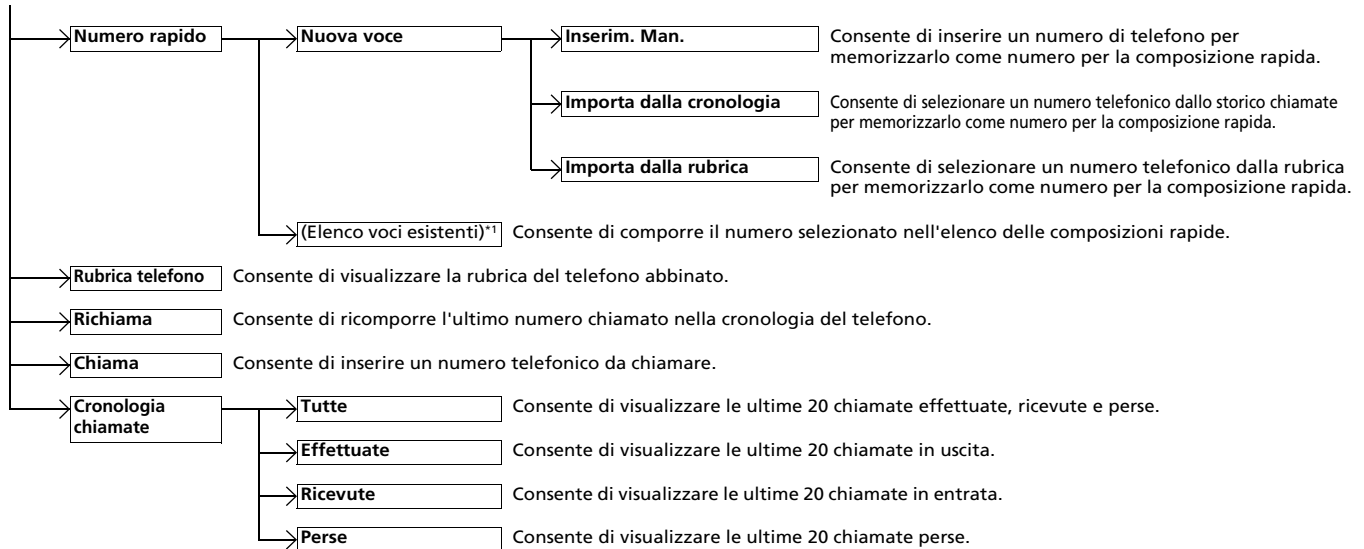 Numero rapido
Nuova voce
Inserim. Man.
Consente di inserire un numero di telefono per
memorizzarlo come numero per la composizione rapida.
Importa dalla cronologia
Consente di selezionare un numero telefonico dallo storico chiamate
per memorizzarlo come numero per la composizione rapida.
Importa dalla rubrica
Consente di selezionare un numero telefonico dalla rubrica
per memorizzarlo come numero per la composizione rapida.
(Elenco voci esistenti)*1
Consente di comporre il numero selezionato nell'elenco delle composizioni rapide.
Rubrica telefono
Consente di visualizzare la rubrica del telefono abbinato.
Richiama
Consente di ricomporre l'ultimo numero chiamato nella cronologia del telefono.
Chiama
Consente di inserire un numero telefonico da chiamare.
Cronologia
chiamate
Tutte
Consente di visualizzare le ultime 20 chiamate effettuate, ricevute e perse.
Effettuate
Consente di visualizzare le ultime 20 chiamate in uscita.
Ricevute
Consente di visualizzare le ultime 20 chiamate in entrata.
Perse
Consente di visualizzare le ultime 20 chiamate perse.